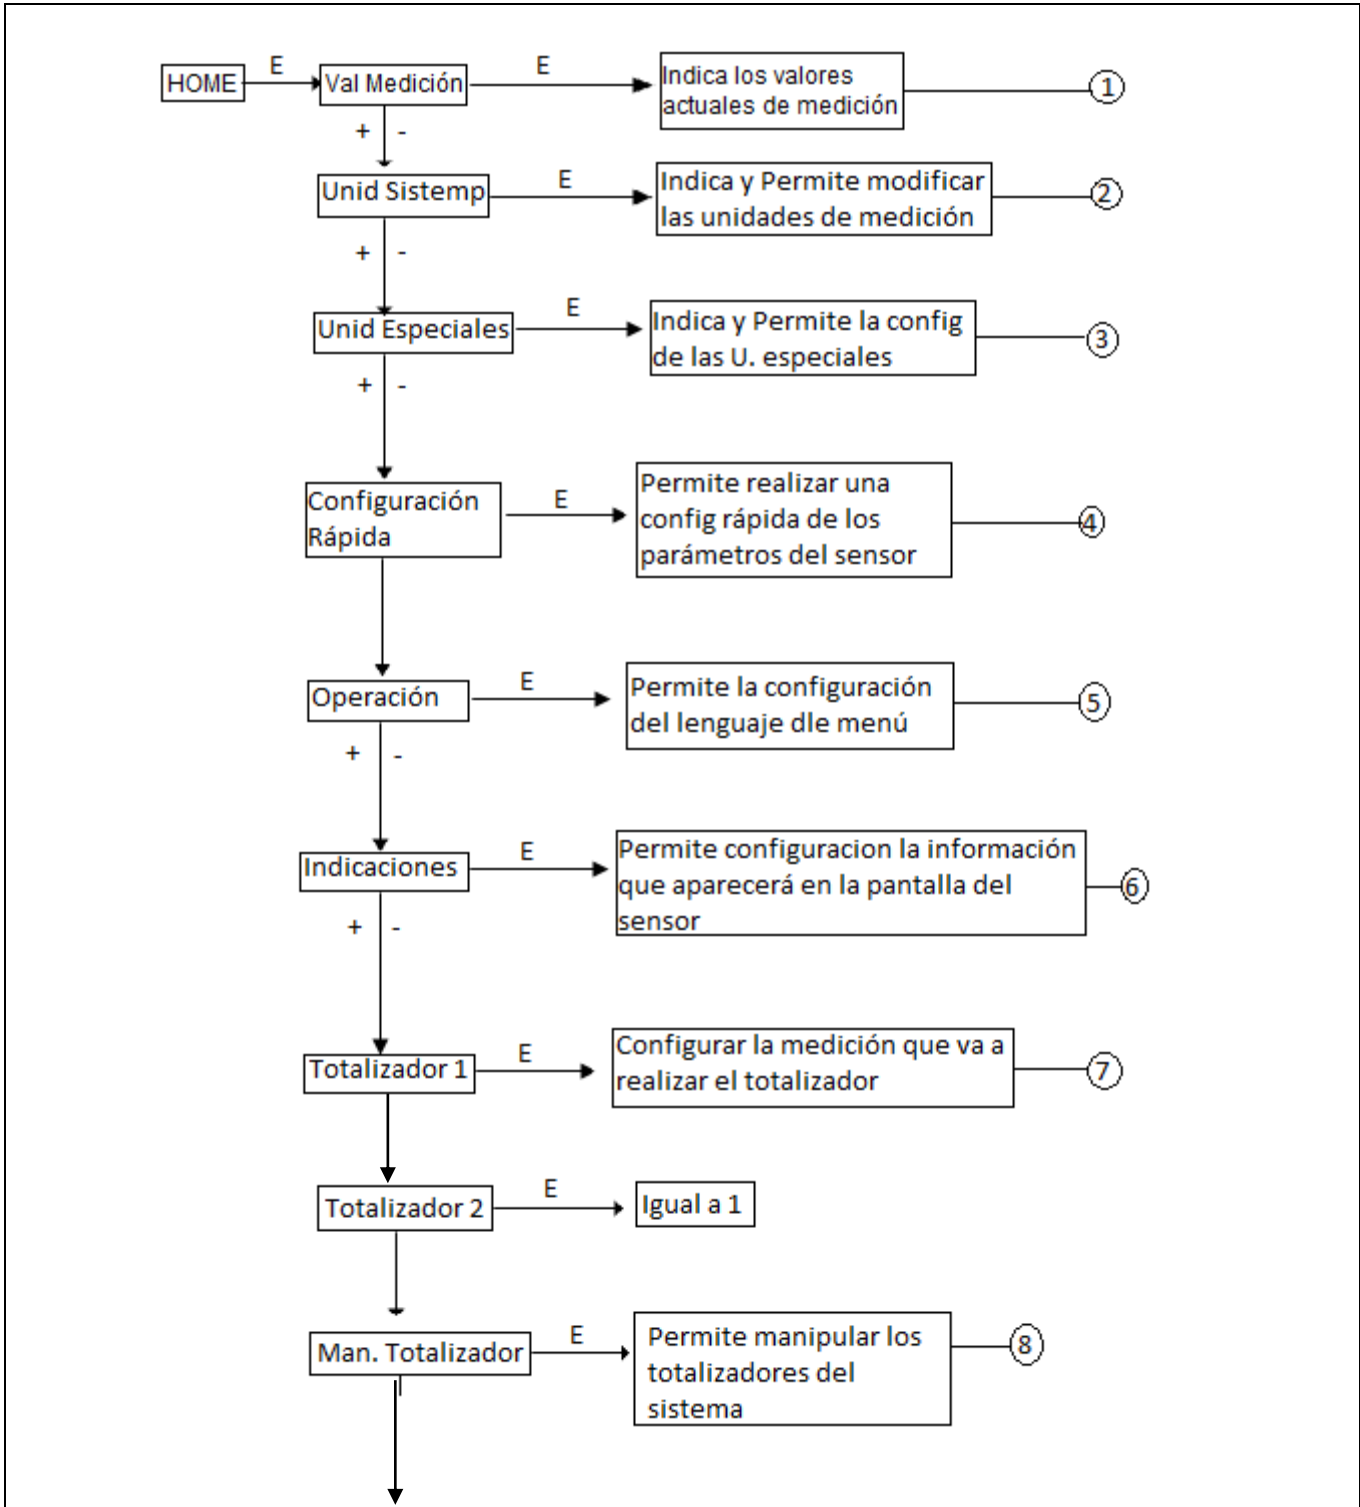 HOME
E
Val Medición
E
Indica los valores
actuales de medición
1
+ -
Unid Sistemp
E
Indica y Permite modificar
las unidades de medición
2
+ -
Unid Especiales
E
Indica y Permite la config
de las U. especiales
3
+ -
Configuración
Rápida
E
Permite realizar una
config rápida de los
parámetros del sensor
4
Operación
E
Permite la configuración
del lenguaje dle menú
5
+ -
Indicaciones
E
Permite configuracion la información
que aparecerá en la pantalla del
sensor
6
+ -
Totalizador 1
E
Configurar la medición que va a
realizar el totalizador
7
Totalizador 2
E
Igual a 1
Man. Totalizador
E
Permite manipular los
totalizadores del
sistema
8